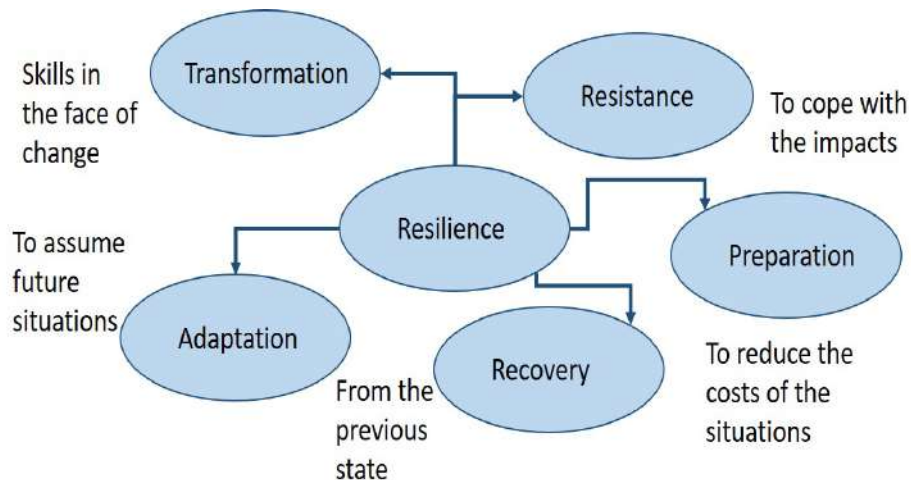 Transformation
Skills in
the face of
change
Resistance
To cope with
the impacts
Resilience
Preparation
To assume
future
situations
Adaptation
Recovery
From the
previous
state
To reduce the
costs of the
situations